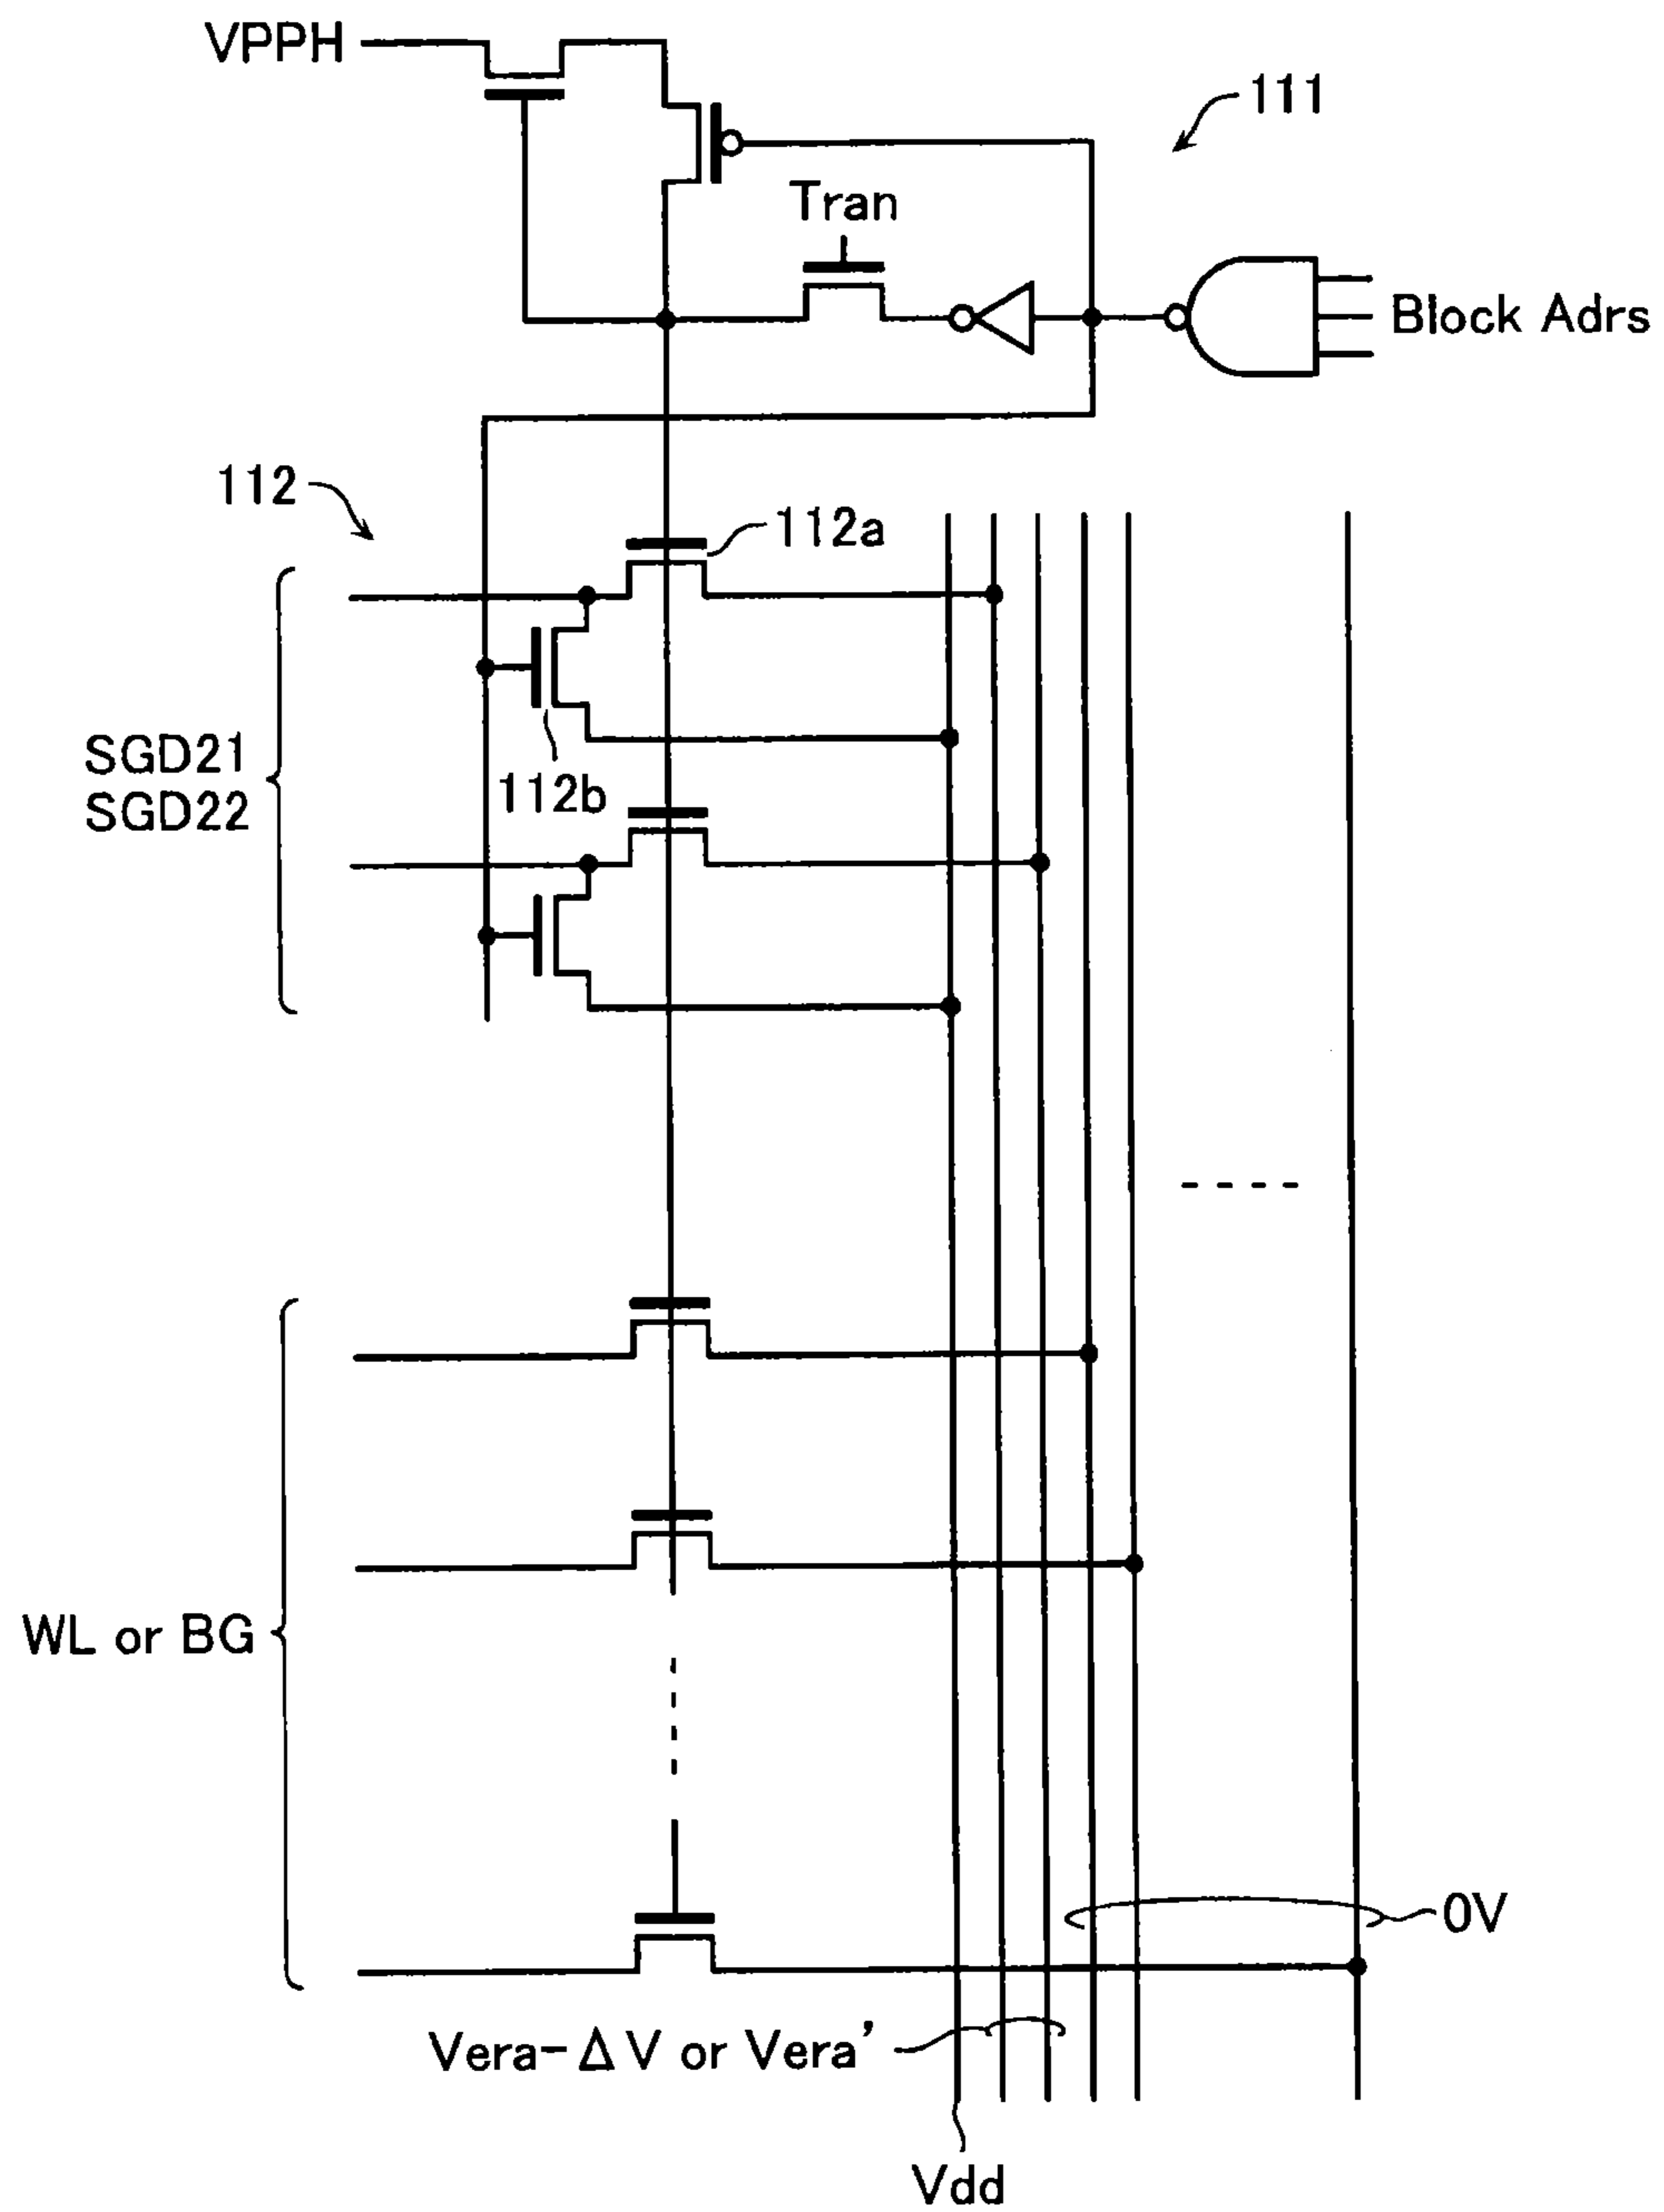 VPPH
111
Tran
Block Adrs
112
112a
SGD21
SGD22
112b
WL or BG
0V
Vera-ΔV or Vera’
Vdd